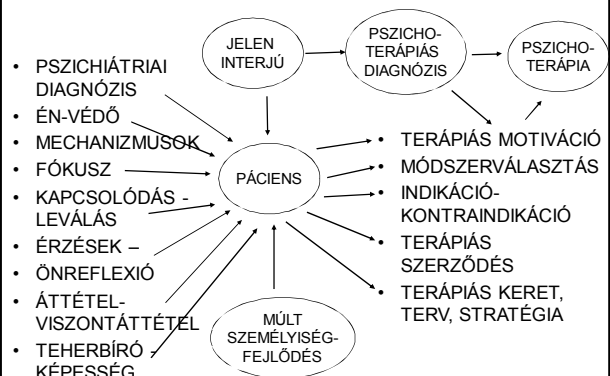 JELEN
INTERJÚ
PSZICHO-
TERÁPIÁS
DIAGNÓZIS
PSZICHO-
TERÁPIA
• PSZICHIÁTRIAI
DIAGNÓZIS
• ÉN-VÉDŐ
• MECHANIZMUSOK
• FÓKUSZ
• KAPCSOLÓDÁS -
LEVÁLÁS
• ÉRZÉSEK –
• ÖNREFLEXIÓ
• ÁTTÉTEL-
VISZONTÁTTÉTEL
• TEHERBÍRÓ -
KÉPESSÉG
PÁCIENS
MÚLT
SZEMÉLYISÉG-
FEJLŐDÉS
• TERÁPIÁS MOTIVÁCIÓ
• MÓDSZERVÁLASZTÁS
• INDIKÁCIÓ-
KONTRAINDIKÁCIÓ
• TERÁPIÁS
SZERZŐDÉS
• TERÁPIÁS KERET,
TERV, STRATÉGIA